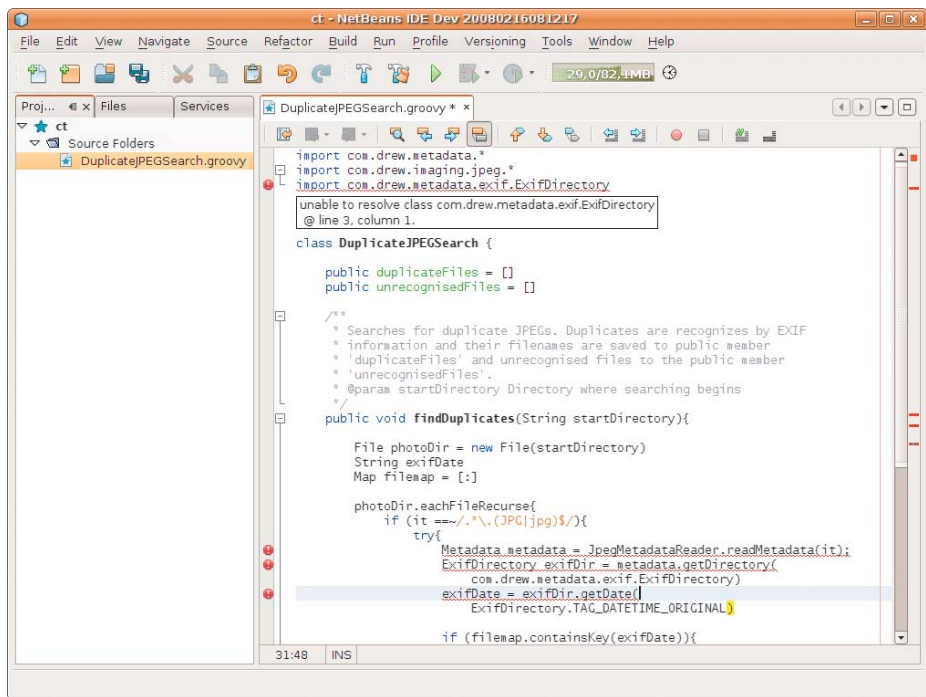 ct - NetBeans IDE Dev 20080216081217
File Edit View Navigate Source Refactor Build Run Profile Versioning Tools Window Help
29,0/82,1MB
Proj... Files Services
DuplicateJPEGSearch.groovy *
ct
Source Folders
DuplicateJPEGSearch.groovy
import com.drew.metadata.*
import com.drew.imaging.jpeg.*
import com.drew.metadata.exif.ExifDirectory
unable to resolve class com.drew.metadata.exif.ExifDirectory
@ line 3, column 1.
class DuplicateJPEGSearch {
public duplicateFiles = []
public unrecognisedFiles = []
/**
* Searches for duplicate JPEGs. Duplicates are recognizes by EXIF
* information and their filenames are saved to public member
* 'duplicateFiles' and unrecognised files to the public member
* 'unrecognisedFiles'.
* @param startDirectory Directory where searching begins
*/
public void findDuplicates(String startDirectory){
File photoDir = new File(startDirectory)
String exifDate
Map filemap = [:]
photoDir.eachFileRecurse{
if (it ==~/.*\.(JPG|jpg)$/){
try{
Metadata metadata = JpegMetadataReader.readMetadata(it);
ExifDirectory exifDir = metadata.getDirectory(
com.drew.metadata.exif.ExifDirectory)
exifDate = exifDir.getDate(
ExifDirectory.TAG_DATETIME_ORIGINAL)
if (filemap.containsKey(exifDate)){
31:48 INS